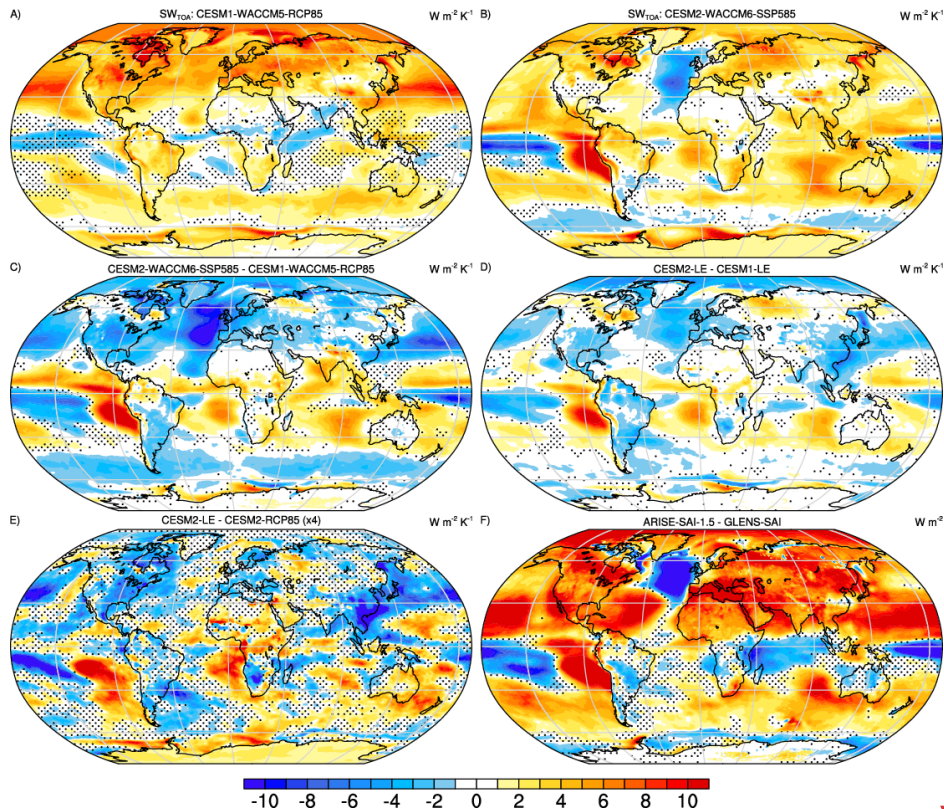 A) SW_TOA: CESM1-WACCM5-RCP85 W m⁻² K⁻¹
B) SW_TOA: CESM2-WACCM6-SSP585 W m⁻² K⁻¹
C) CESM2-WACCM6-SSP585 - CESM1-WACCM5-RCP85 W m⁻² K⁻¹
D) CESM2-LE - CESM1-LE W m⁻² K⁻¹
E) CESM2-LE - CESM2-RCP85 (x4) W m⁻² K⁻¹
F) ARISE-SAI-1.5 - GLENS-SAI W m⁻²
-10 -8 -6 -4 -2 0 2 4 6 8 10